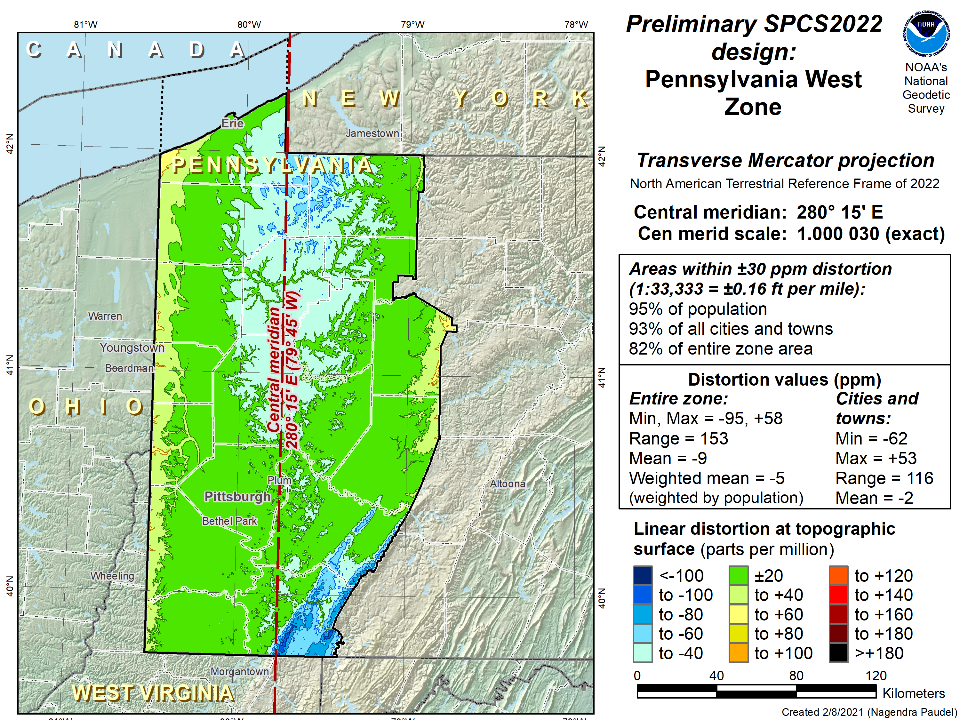 81°W 80°W 79°W 78°W
CANADA
NEW YORK
Erie
Jamestown
42°N
42°N
PENNSYLVANIA
Warren
Youngstown
Boardman
41°N
41°N
OHIO
Central meridian
280° 15' E (79° 45' W)
Plum
Pittsburgh
Bethel Park
Altoona
Wheeling
40°N
40°N
Morgantown
WEST VIRGINIA
81°W 80°W 79°W 78°W
Preliminary SPCS2022
design:
Pennsylvania West
Zone
NOAA
NOAA's
National
Geodetic
Survey
Transverse Mercator projection
North American Terrestrial Reference Frame of 2022
Central meridian: 280° 15' E
Cen merid scale: 1.000 030 (exact)
Areas within ±30 ppm distortion
(1:33,333 = ±0.16 ft per mile):
95% of population
93% of all cities and towns
82% of entire zone area
Distortion values (ppm)
Entire zone:
Min, Max = -95, +58
Range = 153
Mean = -9
Weighted mean = -5
(weighted by population)
Cities and
towns:
Min = -62
Max = +53
Range = 116
Mean = -2
Linear distortion at topographic
surface (parts per million)
<-100
to -100
to -80
to -60
to -40
±20
to +40
to +60
to +80
to +100
to +120
to +140
to +160
to +180
>+180
0 40 80 120
Kilometers
Created 2/8/2021 (Nagendra Paudel)